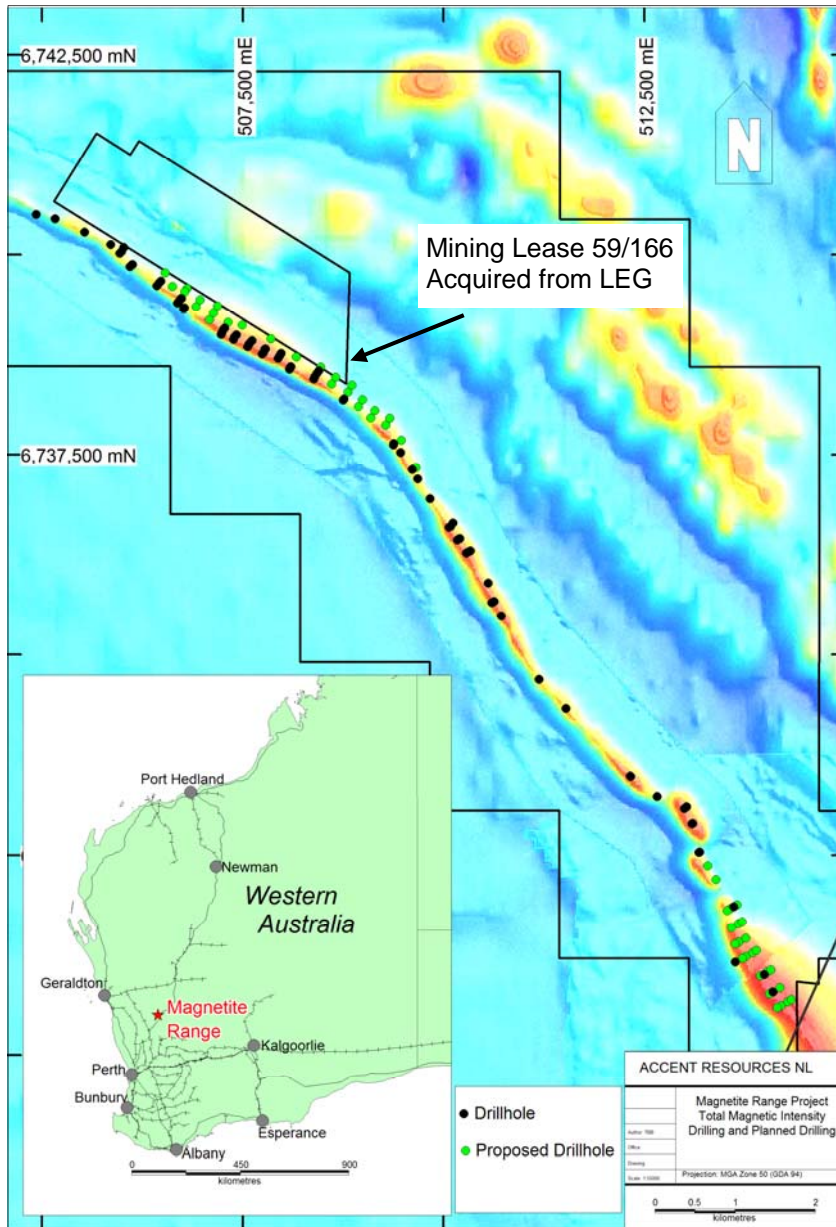 6,742,500 mN
507,500 mE
512,500 mE
N
Mining Lease 59/166
Acquired from LEG
6,737,500 mN
Port Hedland
Newman
Western
Australia
Geraldton
Magnetite
Range
Kalgoorlie
Perth
Bunbury
Esperance
Albany
0 450 900
kilometres
Drillhole
Proposed Drillhole
ACCENT RESOURCES NL
Magnetite Range Project
Total Magnetic Intensity
Drilling and Planned Drilling
Office:
Drawing:
Projection: MGA Zone 50 (GDA 94)
0 0.5 1 2
kilometres